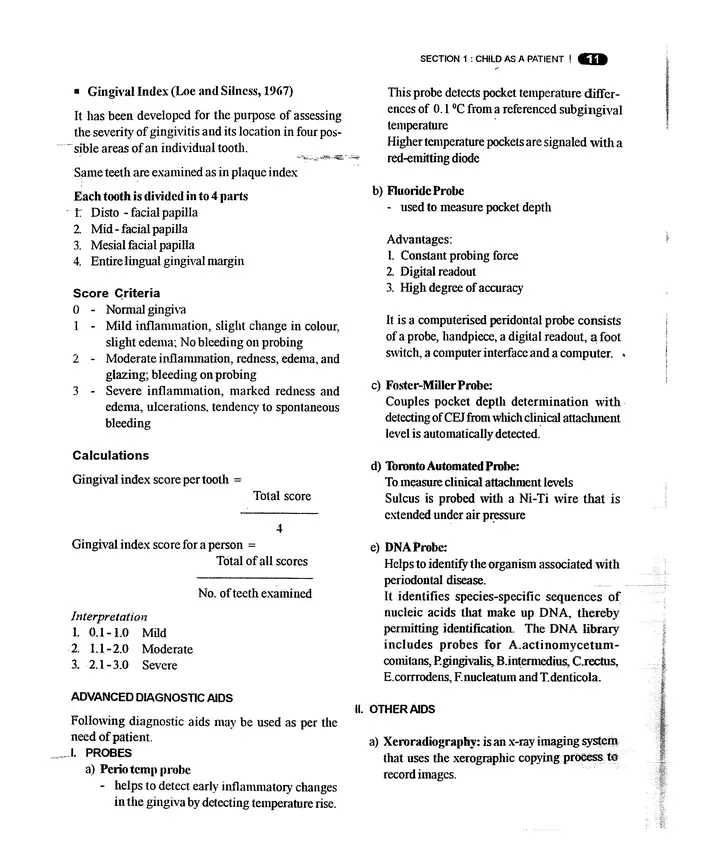 SECTION 1 : CHILD AS A PATIENT | 11
▪ Gingival Index (Loe and Silness, 1967)
It has been developed for the purpose of assessing
the severity of gingivitis and its location in four pos-
sible areas of an individual tooth.
Same teeth are examined as in plaque index
Each tooth is divided in to 4 parts
1. Disto - facial papilla
2. Mid - facial papilla
3. Mesial facial papilla
4. Entire lingual gingival margin
Score Criteria
0 - Normal gingiva
1 - Mild inflammation, slight change in colour,
slight edema; No bleeding on probing
2 - Moderate inflammation, redness, edema, and
glazing; bleeding on probing
3 - Severe inflammation, marked redness and
edema, ulcerations, tendency to spontaneous
bleeding
Calculations
Gingival index score per tooth =
Total score
4
Gingival index score for a person =
Total of all scores
No. of teeth examined
Interpretation
1. 0.1 - 1.0 Mild
2. 1.1 - 2.0 Moderate
3. 2.1 - 3.0 Severe
ADVANCED DIAGNOSTIC AIDS
Following diagnostic aids may be used as per the
need of patient.
I. PROBES
a) Perio temp probe
- helps to detect early inflammatory changes
in the gingiva by detecting temperature rise.
This probe detects pocket temperature differ-
ences of 0.1 ⁰C from a referenced subgingival
temperature
Higher temperature pockets are signaled with a
red-emitting diode
b) Fluoride Probe
- used to measure pocket depth
Advantages:
1. Constant probing force
2. Digital readout
3. High degree of accuracy
It is a computerised peridontal probe consists
of a probe, handpiece, a digital readout, a foot
switch, a computer interface and a computer.
c) Foster-Miller Probe:
Couples pocket depth determination with
detecting of CEJ from which clinical attachment
level is automatically detected.
d) Toronto Automated Probe:
To measure clinical attachment levels
Sulcus is probed with a Ni-Ti wire that is
extended under air pressure
e) DNA Probe:
Helps to identify the organism associated with
periodontal disease.
It identifies species-specific sequences of
nucleic acids that make up DNA, thereby
permitting identification. The DNA library
includes probes for A.actinomycetum-
comitans, P.gingivalis, B.intermedius, C.rectus,
E.corrrodens, F.nucleatum and T.denticola.
II. OTHER AIDS
a) Xeroradiography: is an x-ray imaging system
that uses the xerographic copying process to
record images.